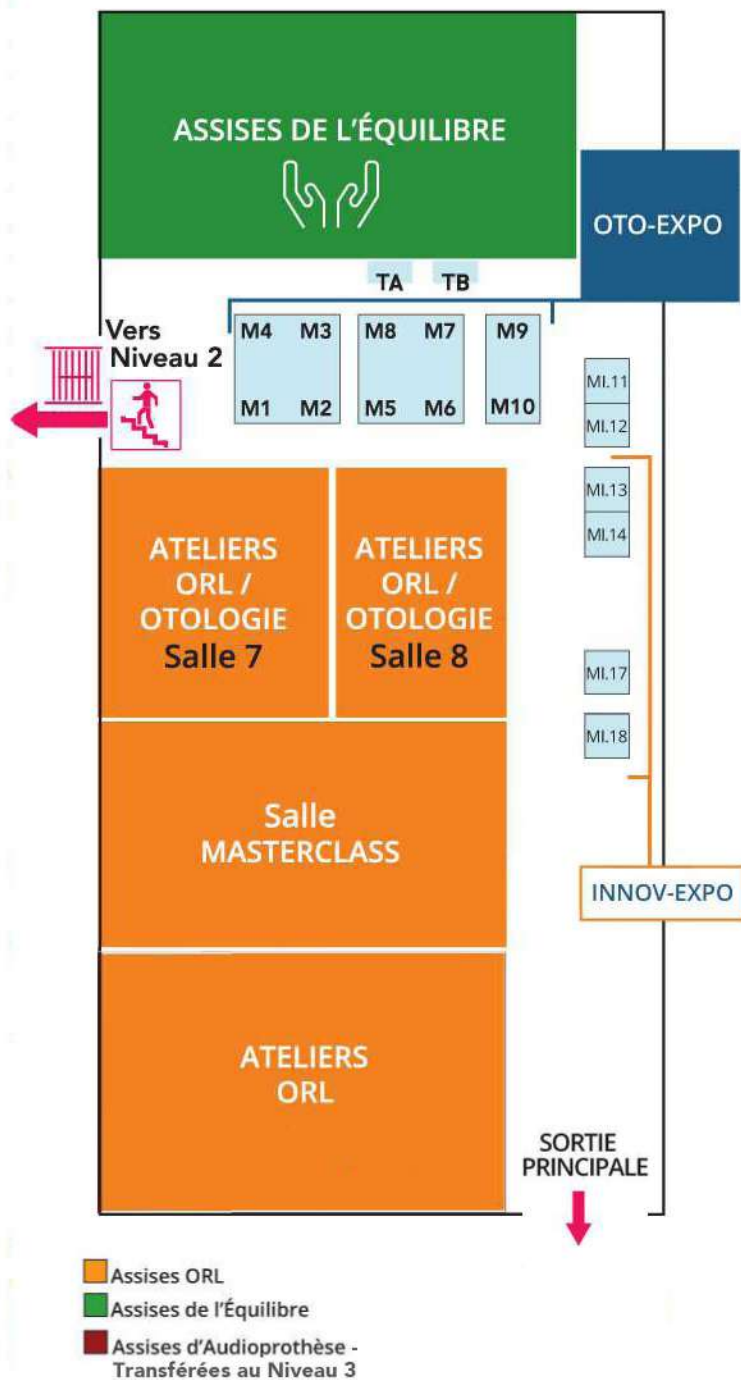 ASSISES DE L'ÉQUILIBRE
OTO-EXPO
TA TB
Vers
Niveau 2
M4 M3 M8 M7 M9
M1 M2 M5 M6 M10
MI.11
MI.12
MI.13
MI.14
ATELIERS
ORL /
OTOLOGIE
Salle 7
ATELIERS
ORL /
OTOLOGIE
Salle 8
MI.17
MI.18
Salle
MASTERCLASS
INNOV-EXPO
ATELIERS
ORL
SORTIE
PRINCIPALE
Assises ORL
Assises de l'Équilibre
Assises d'Audioprothèse -
Transférées au Niveau 3